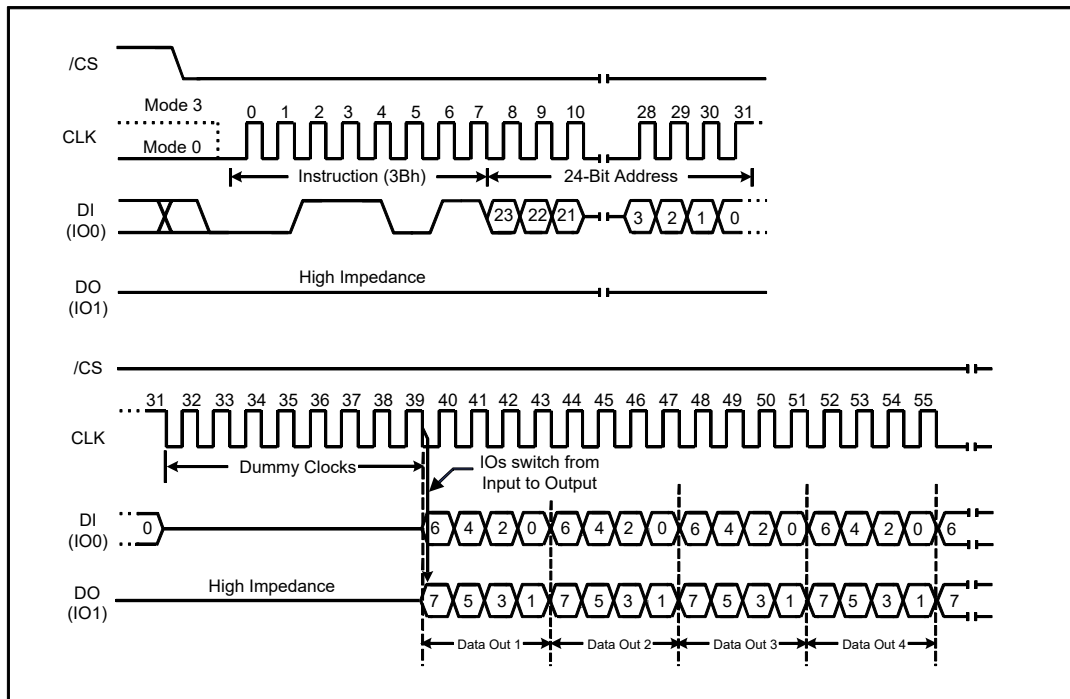 /CS
Mode 3
0 1 2 3 4 5 6 7 8 9 10 28 29 30 31
CLK
Mode 0
Instruction (3Bh) 24-Bit Address
DI
(IO0)
23 22 21 3 2 1 0
High Impedance
DO
(IO1)
/CS
31 32 33 34 35 36 37 38 39 40 41 42 43 44 45 46 47 48 49 50 51 52 53 54 55
CLK
Dummy Clocks
IOs switch from
Input to Output
DI
(IO0)
0 6 4 2 0 6 4 2 0 6 4 2 0 6 4 2 0 6
High Impedance
DO
(IO1)
7 5 3 1 7 5 3 1 7 5 3 1 7 5 3 1 7
Data Out 1 Data Out 2 Data Out 3 Data Out 4